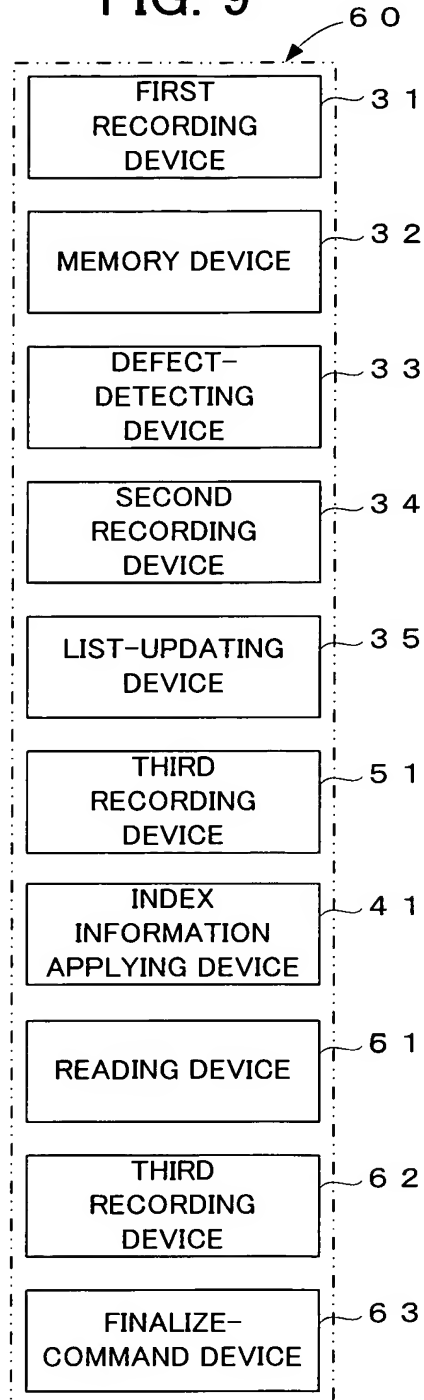 FIG. 9
60
FIRST
RECORDING
DEVICE
31
MEMORY DEVICE
32
DEFECT-
DETECTING
DEVICE
33
SECOND
RECORDING
DEVICE
34
LIST-UPDATING
DEVICE
35
THIRD
RECORDING
DEVICE
51
INDEX
INFORMATION
APPLYING DEVICE
41
READING DEVICE
61
THIRD
RECORDING
DEVICE
62
FINALIZE-
COMMAND DEVICE
63